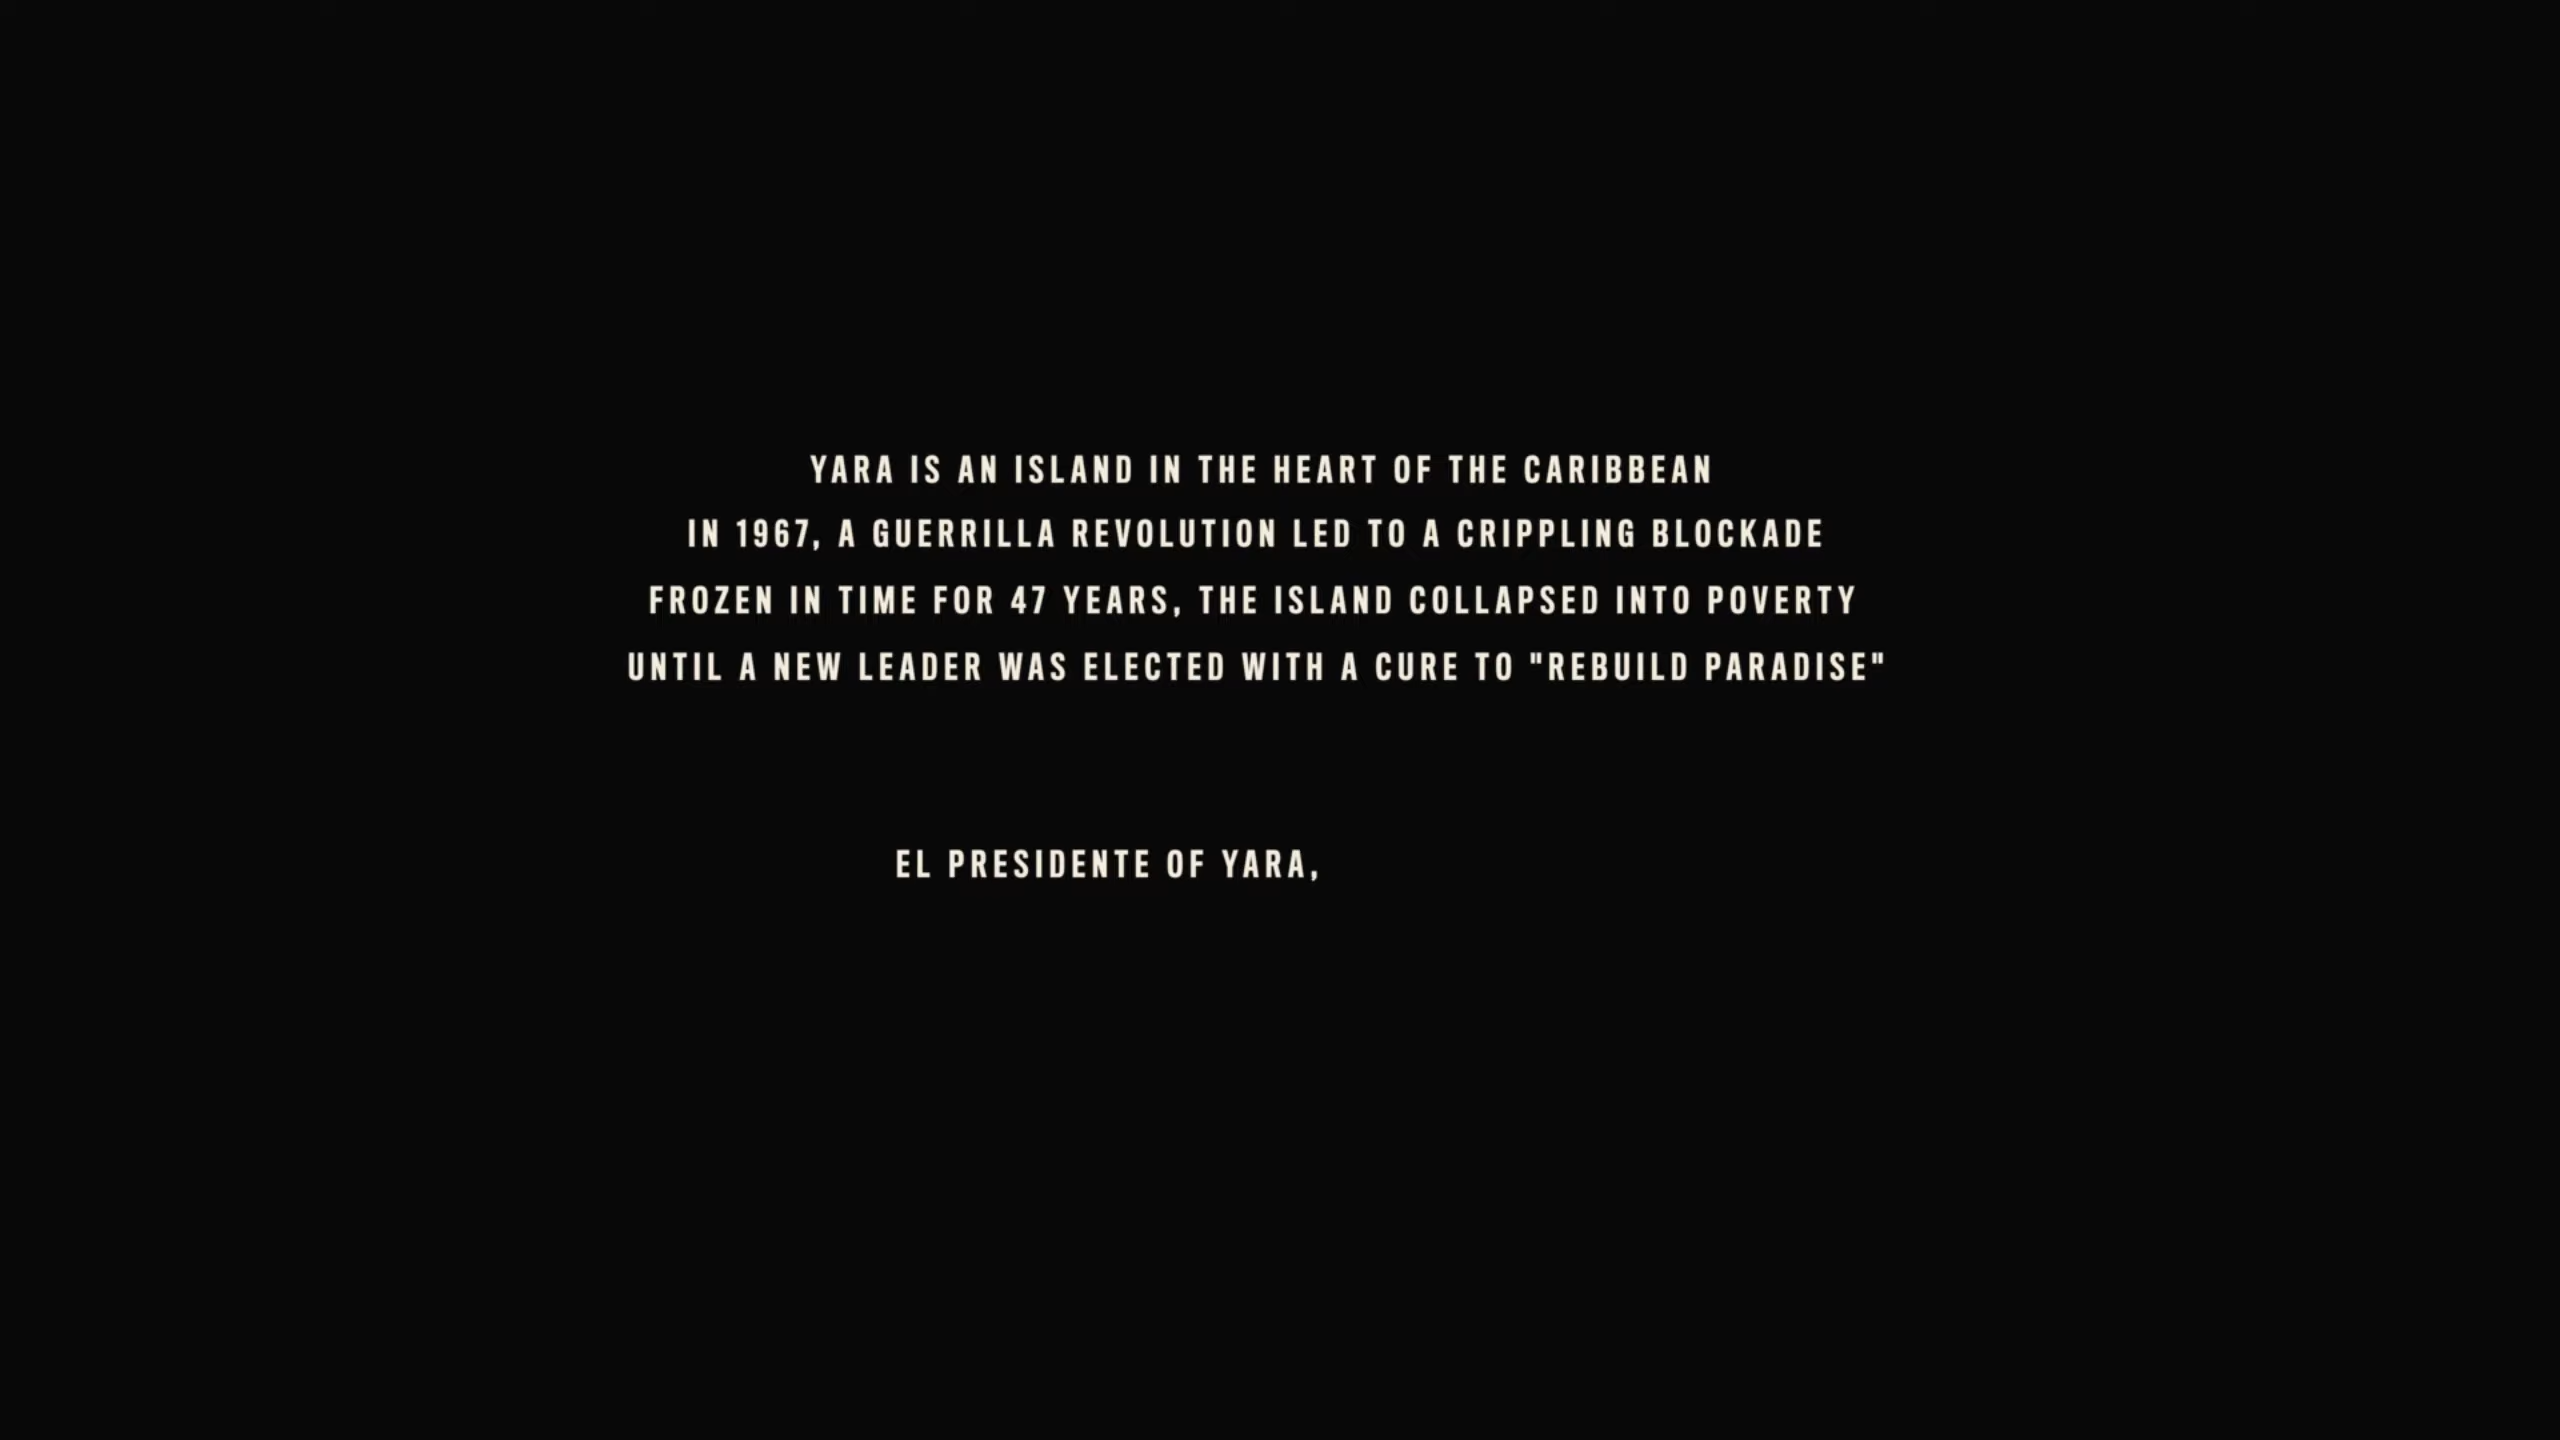 YARA IS AN ISLAND IN THE HEART OF THE CARIBBEAN
IN 1967, A GUERRILLA REVOLUTION LED TO A CRIPPLING BLOCKADE
FROZEN IN TIME FOR 47 YEARS, THE ISLAND COLLAPSED INTO POVERTY
UNTIL A NEW LEADER WAS ELECTED WITH A CURE TO "REBUILD PARADISE"
EL PRESIDENTE OF YARA,